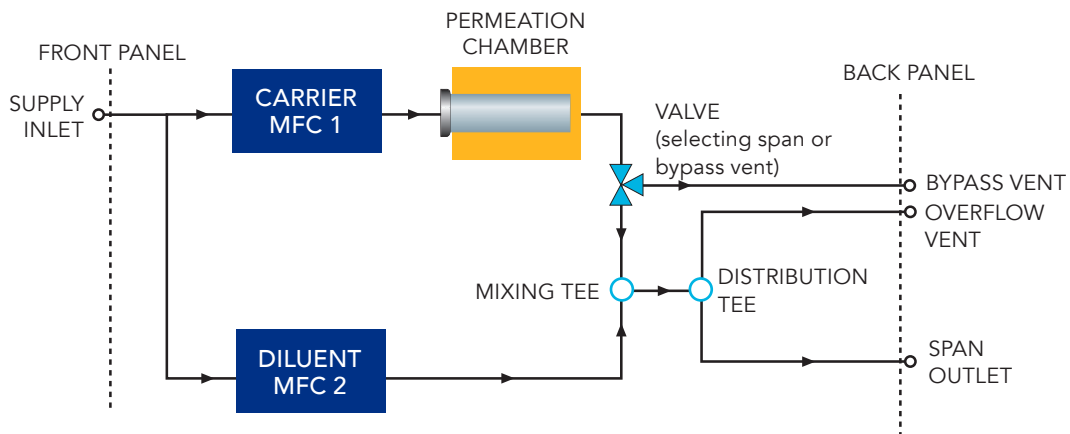 PERMEATION
CHAMBER
FRONT PANEL
BACK PANEL
SUPPLY
INLET
CARRIER
MFC 1
VALVE
(selecting span or
bypass vent)
BYPASS VENT
OVERFLOW
VENT
MIXING TEE
DISTRIBUTION
TEE
DILUENT
MFC 2
SPAN
OUTLET